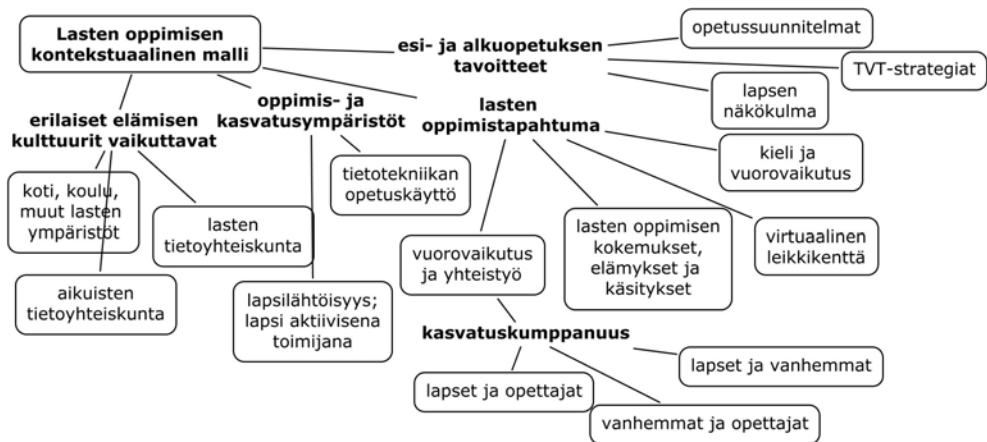 Lasten oppimisen
kontekstuaalinen malli
esi- ja alkuopetuksen
tavoitteet
opetussuunnitelmat
TVT-strategiat
lapsen
näkökulma
erilaiset elämisen
kulttuurit vaikuttavat
oppimis- ja
kasvatusympäristöt
lasten
oppimistapahtuma
kieli ja
vuorovaikutus
koti, koulu,
muut lasten
ympäristöt
lasten
tietoyhteiskunta
tietotekniikan
opetuskäyttö
aikuisten
tietoyhteiskunta
lapsilähtöisyys;
lapsi aktiivisena
toimijana
vuorovaikutus
ja yhteistyö
lasten oppimisen
kokemukset,
elämykset ja
käsitykset
virtuaalinen
leikkikenttä
kasvatuskumppanuus
lapset ja opettajat
vanhemmat ja opettajat
lapset ja vanhemmat